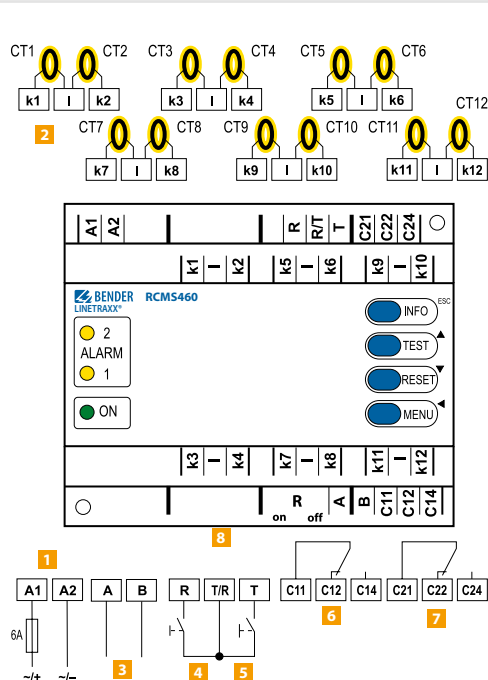 CT1 CT2 CT3 CT4 CT5 CT6
k1 I k2 k3 I k4 k5 I k6
CT12
2
CT7 CT8 CT9 CT10 CT11
k7 I k8 k9 I k10 k11 I k12
A1 A2 R R/T T C21 C22 C24
k1 I k2 k5 I k6 k9 I k10
BENDER RCMS460
LINETRAXX®
INFO ESC
2
ALARM
1
TEST
RESET
ON
MENU
k3 I k4 k7 I k8 k11 I k12
R A B C11 C12 C14
on off
8
1
A1 A2 A B R T/R T C11 C12 C14 C21 C22 C24
6 7
6A
3 4 5
~/+ ~/–